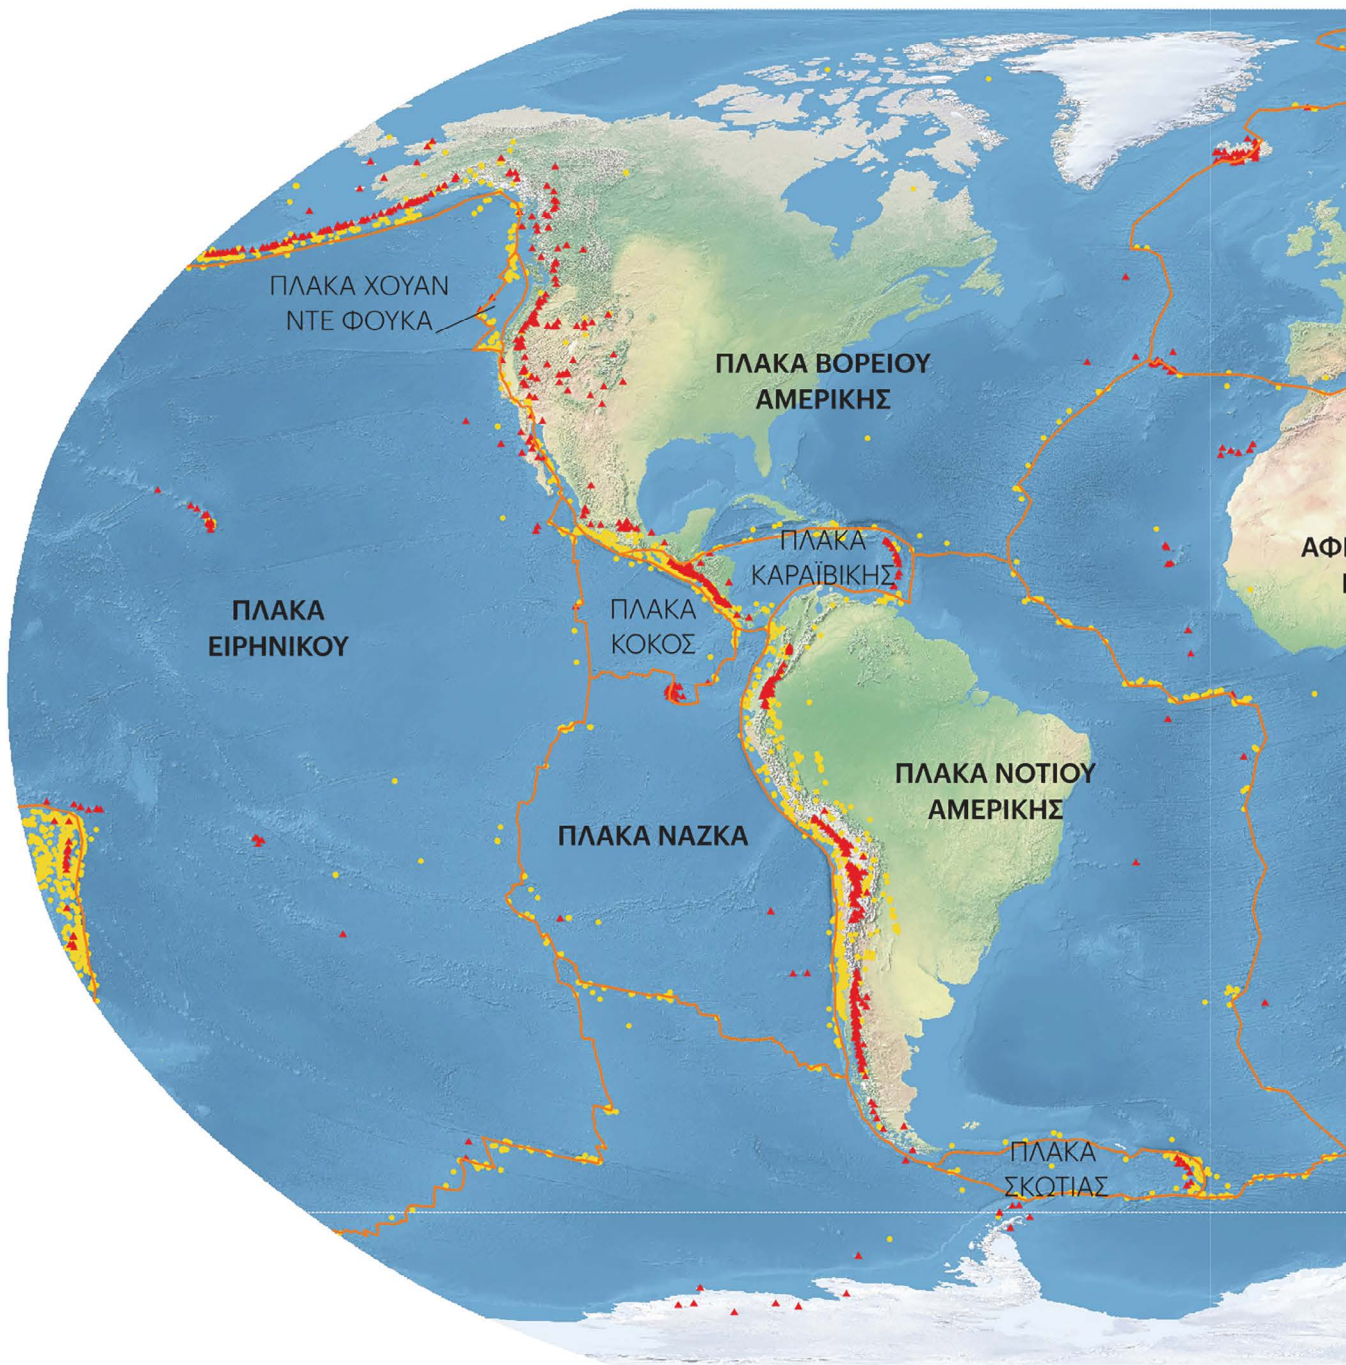 ΠΛΑΚΑ ΧΟΥΑΝ
ΝΤΕ ΦΟΥΚΑ
ΠΛΑΚΑ ΒΟΡΕΙΟΥ
ΑΜΕΡΙΚΗΣ
ΠΛΑΚΑ
ΚΑΡΑΪΒΙΚΗΣ
ΑΦ
ΠΛΑΚΑ
ΕΙΡΗΝΙΚΟΥ
ΠΛΑΚΑ
ΚΟΚΟΣ
ΠΛΑΚΑ ΝΟΤΙΟΥ
ΑΜΕΡΙΚΗΣ
ΠΛΑΚΑ ΝΑΖΚΑ
ΠΛΑΚΑ
ΣΚΩΤΙΑΣ